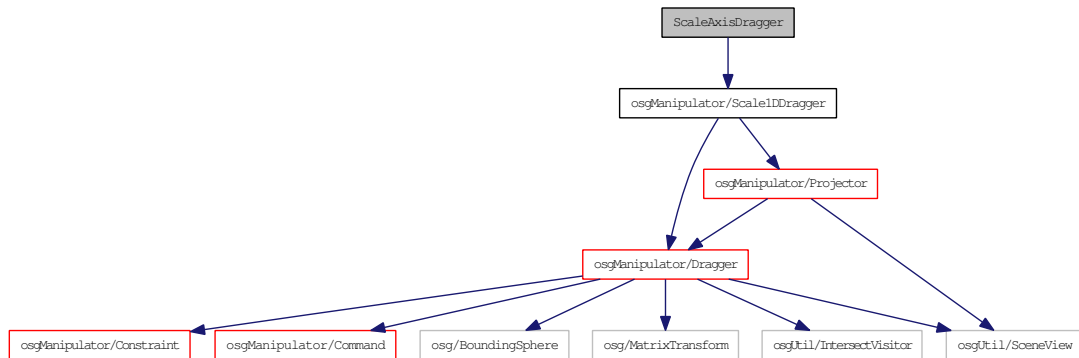 ScaleAxisDragger
osgManipulator/Scale1DDragger
osgManipulator/Projector
osgManipulator/Dragger
osgManipulator/Constraint
osgManipulator/Command
osg/BoundingSphere
osg/MatrixTransform
osgUtil/IntersectVisitor
osgUtil/SceneView